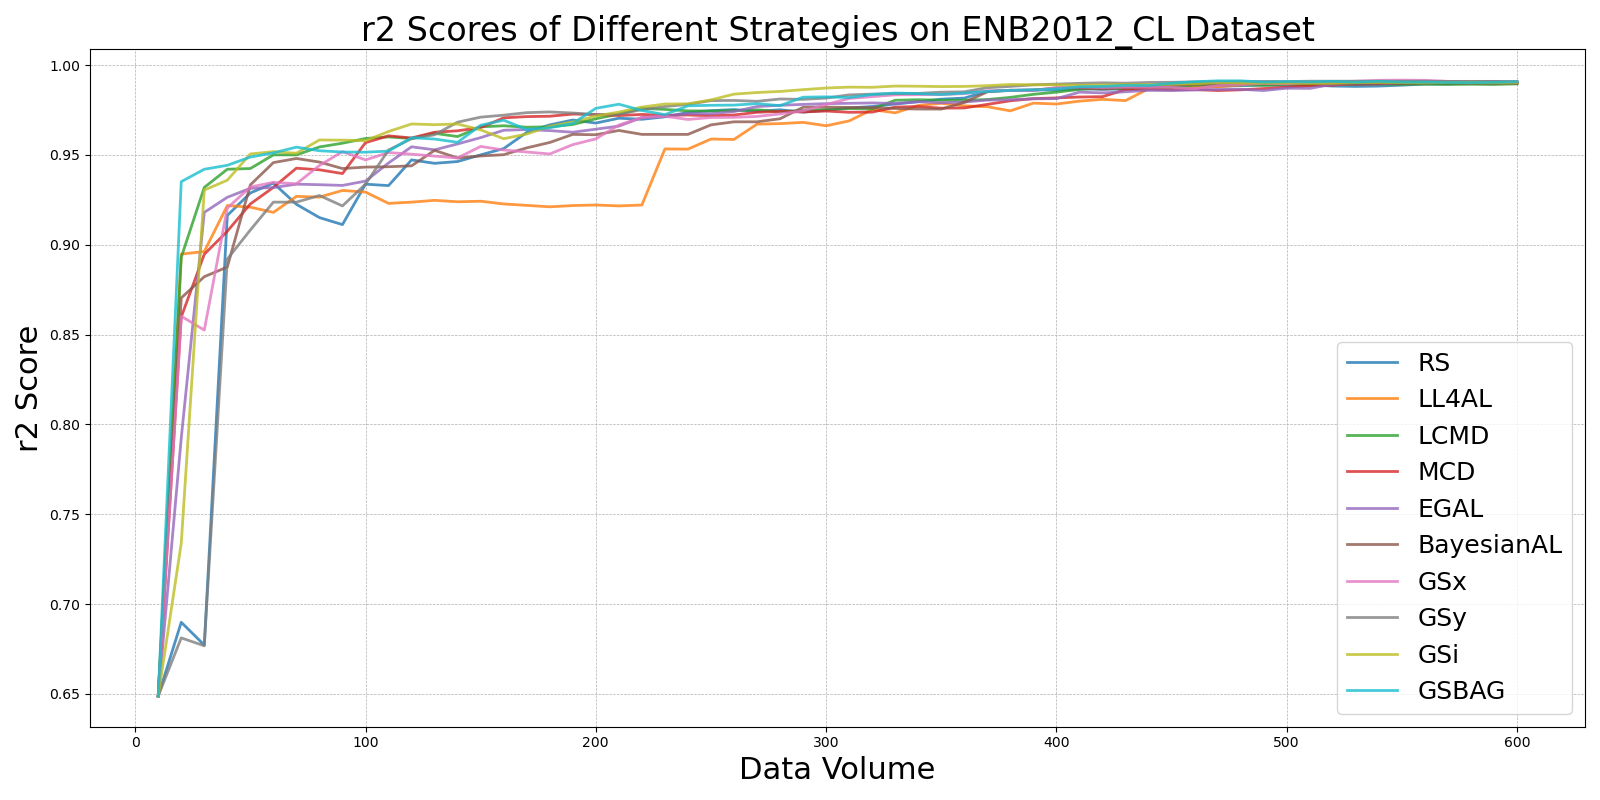 r2 Scores of Different Strategies on ENB2012_CL Dataset
1.00
0.95
0.90
0.85
0.80
0.75
0.70
0.65
r2 Score
RS
LL4AL
LCMD
MCD
EGAL
BayesianAL
GSx
GSy
GSi
GSBAG
0 100 200 300 400 500 600
Data Volume